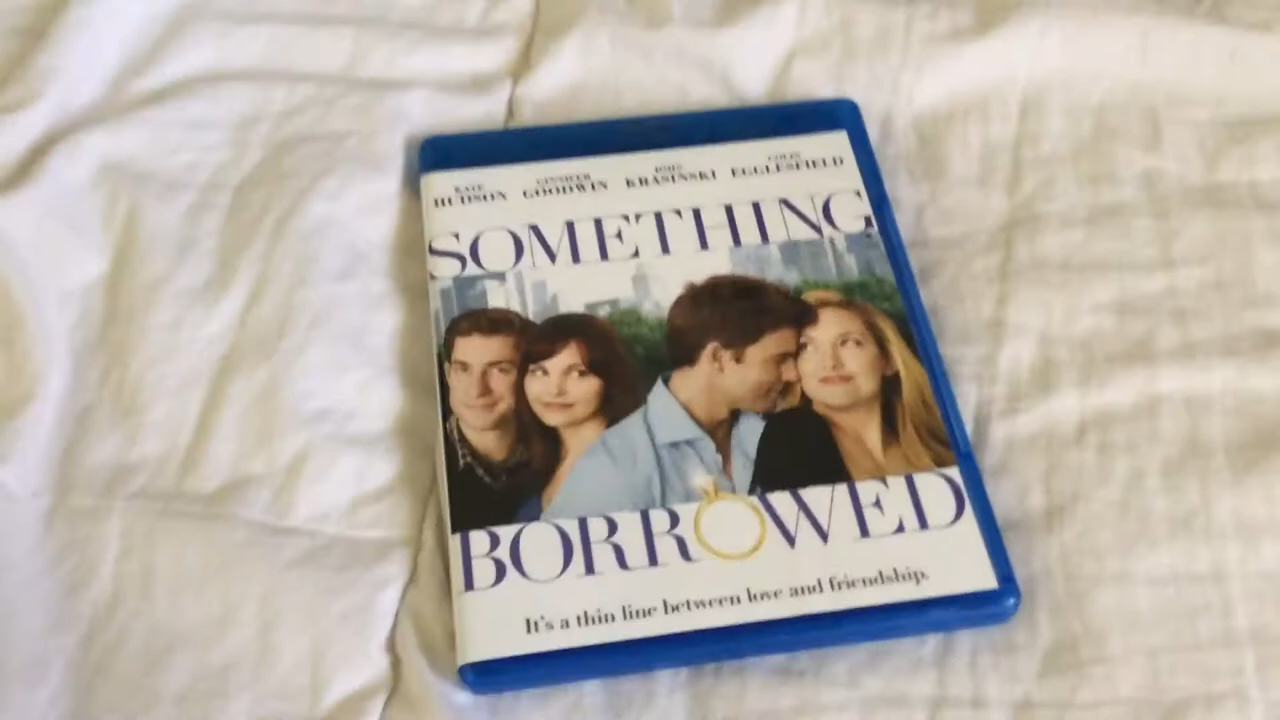 KATE GINNIFER JOHN COLIN
HUDSON GOODWIN KRASINSKI EGGLESFIELD
SOMETHING
BORROWED
It's a thin line between love and friendship.